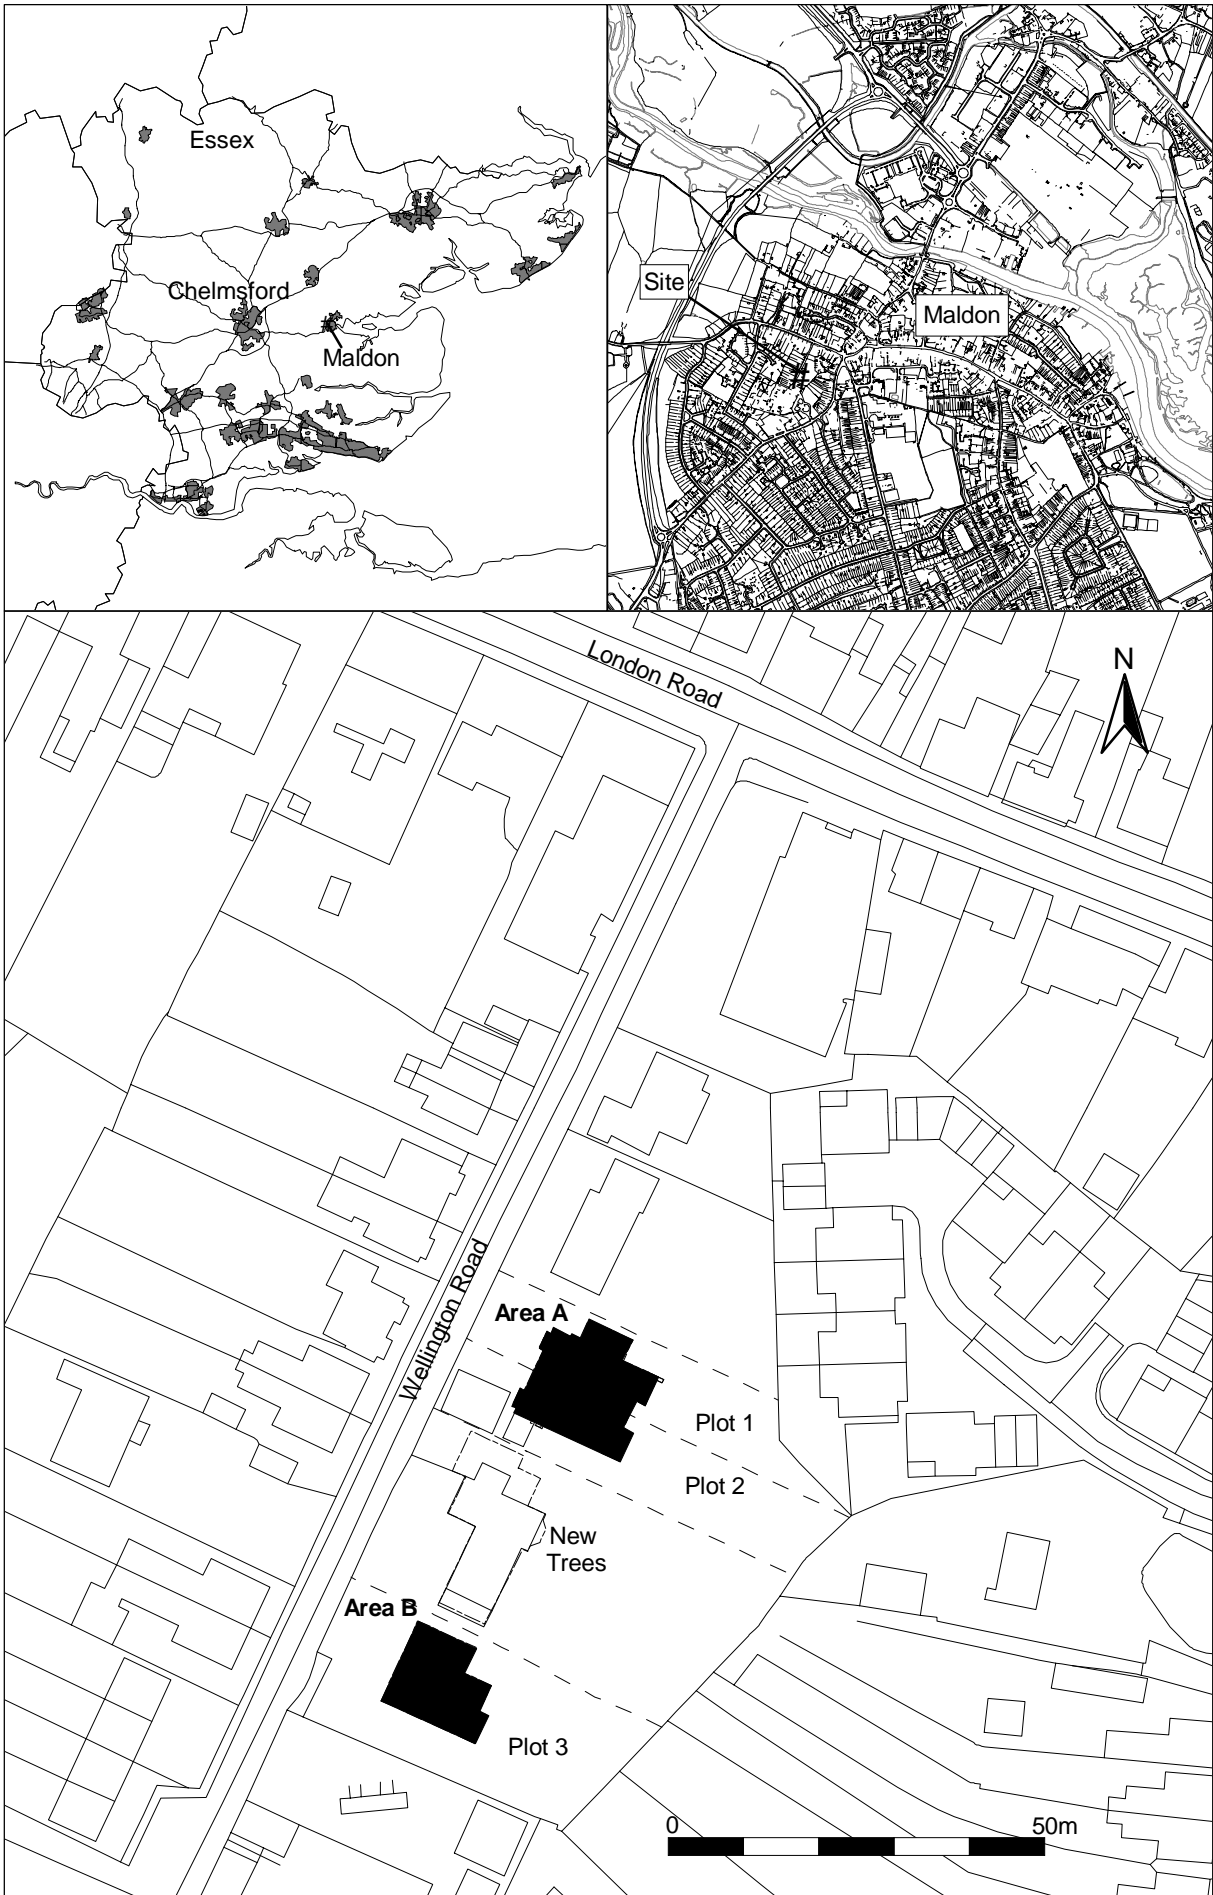 Essex
Chelmsford
Maldon
Site
Maldon
London Road
N
Wellington Road
Area A
Plot 1
Plot 2
New
Trees
Area B
Plot 3
0
50m